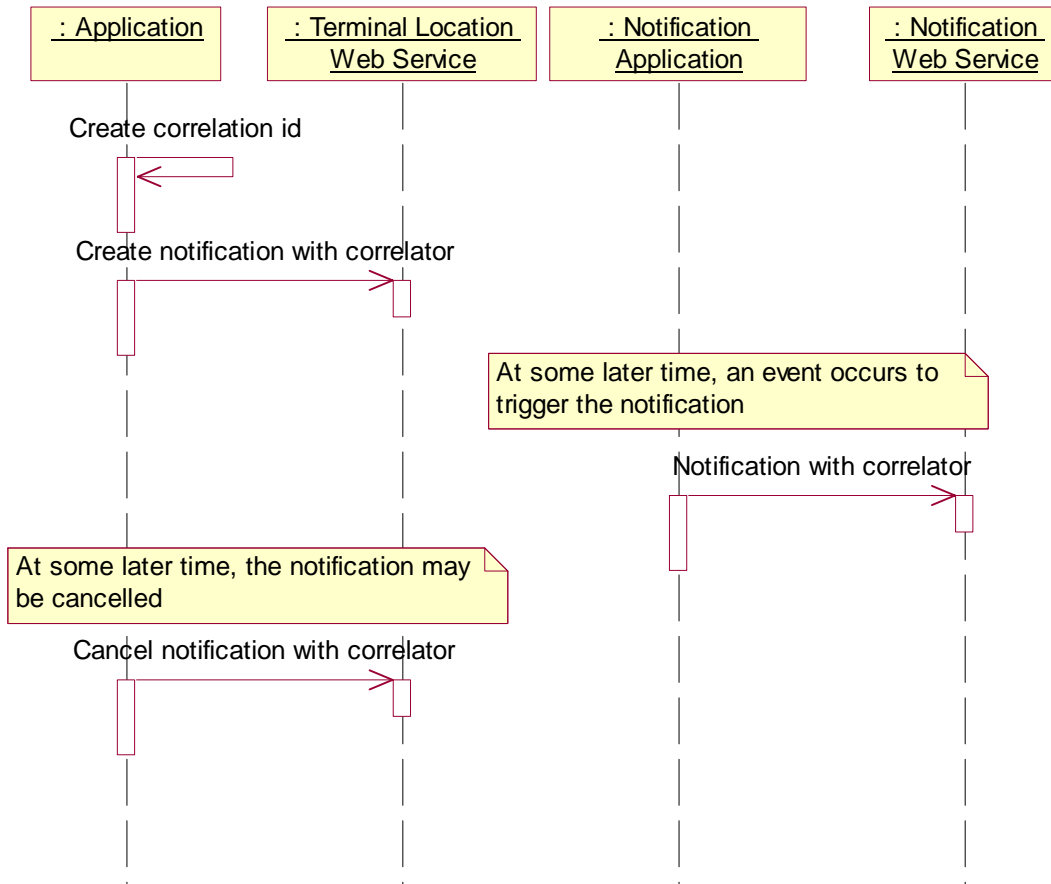 : Application
: Terminal Location
Web Service
: Notification
Application
: Notification
Web Service
Create correlation id
Create notification with correlator
At some later time, an event occurs to
trigger the notification
Notification with correlator
At some later time, the notification may
be cancelled
Cancel notification with correlator